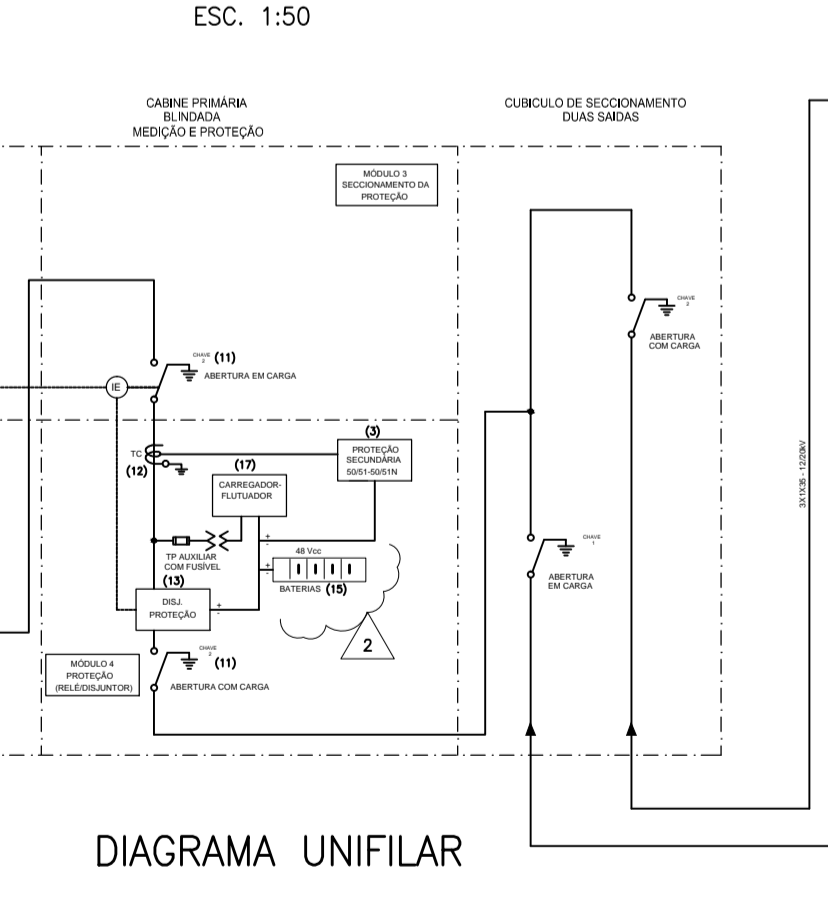 ESC. 1:50
CABINE PRIMÁRIA
BLINDADA
MEDIÇÃO E PROTEÇÃO
CUBICULO DE SECCIONAMENTO
DUAS SAIDAS
MÓDULO 3
SECCIONAMENTO DA
PROTEÇÃO
CHAVE
2
ABERTURA
COM CARGA
CHAVE
2
(11)
ABERTURA EM CARGA
IE
TC
(12)
(17)
CARREGADOR-
FLUTUADOR
(3)
PROTEÇÃO
SECUNDÁRIA
50/51-50/51N
3X1X35 - 12/20kV
+
-
TP AUXILIAR
COM FUSÍVEL
48 Vcc
+
-
BATERIAS (15)
CHAVE
1
ABERTURA
EM CARGA
(13)
DISJ.
PROTEÇÃO
+
-
2
CHAVE
2
(11)
ABERTURA COM CARGA
MÓDULO 4
PROTEÇÃO
(RELÉ/DISJUNTOR)
DIAGRAMA UNIFILAR